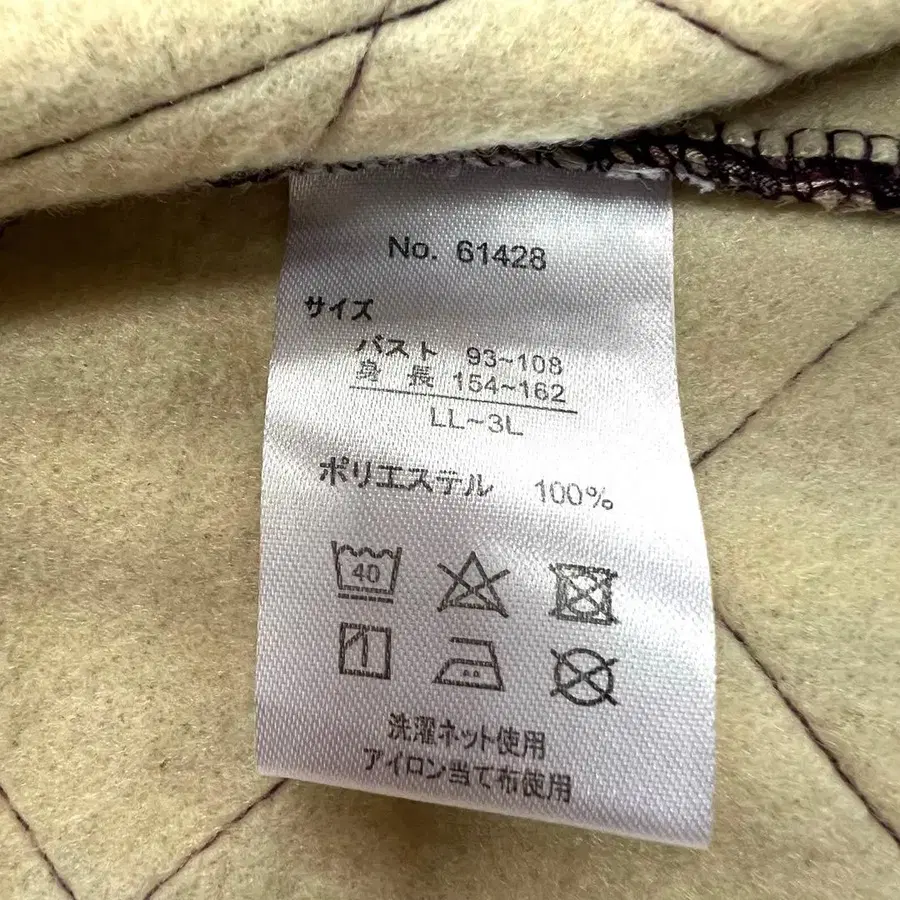 No. 61428
サイズ
バスト 93~108
身長 154~162
LL~3L
ポリエステル 100%
40
洗濯ネット使用
アイロン当て布使用